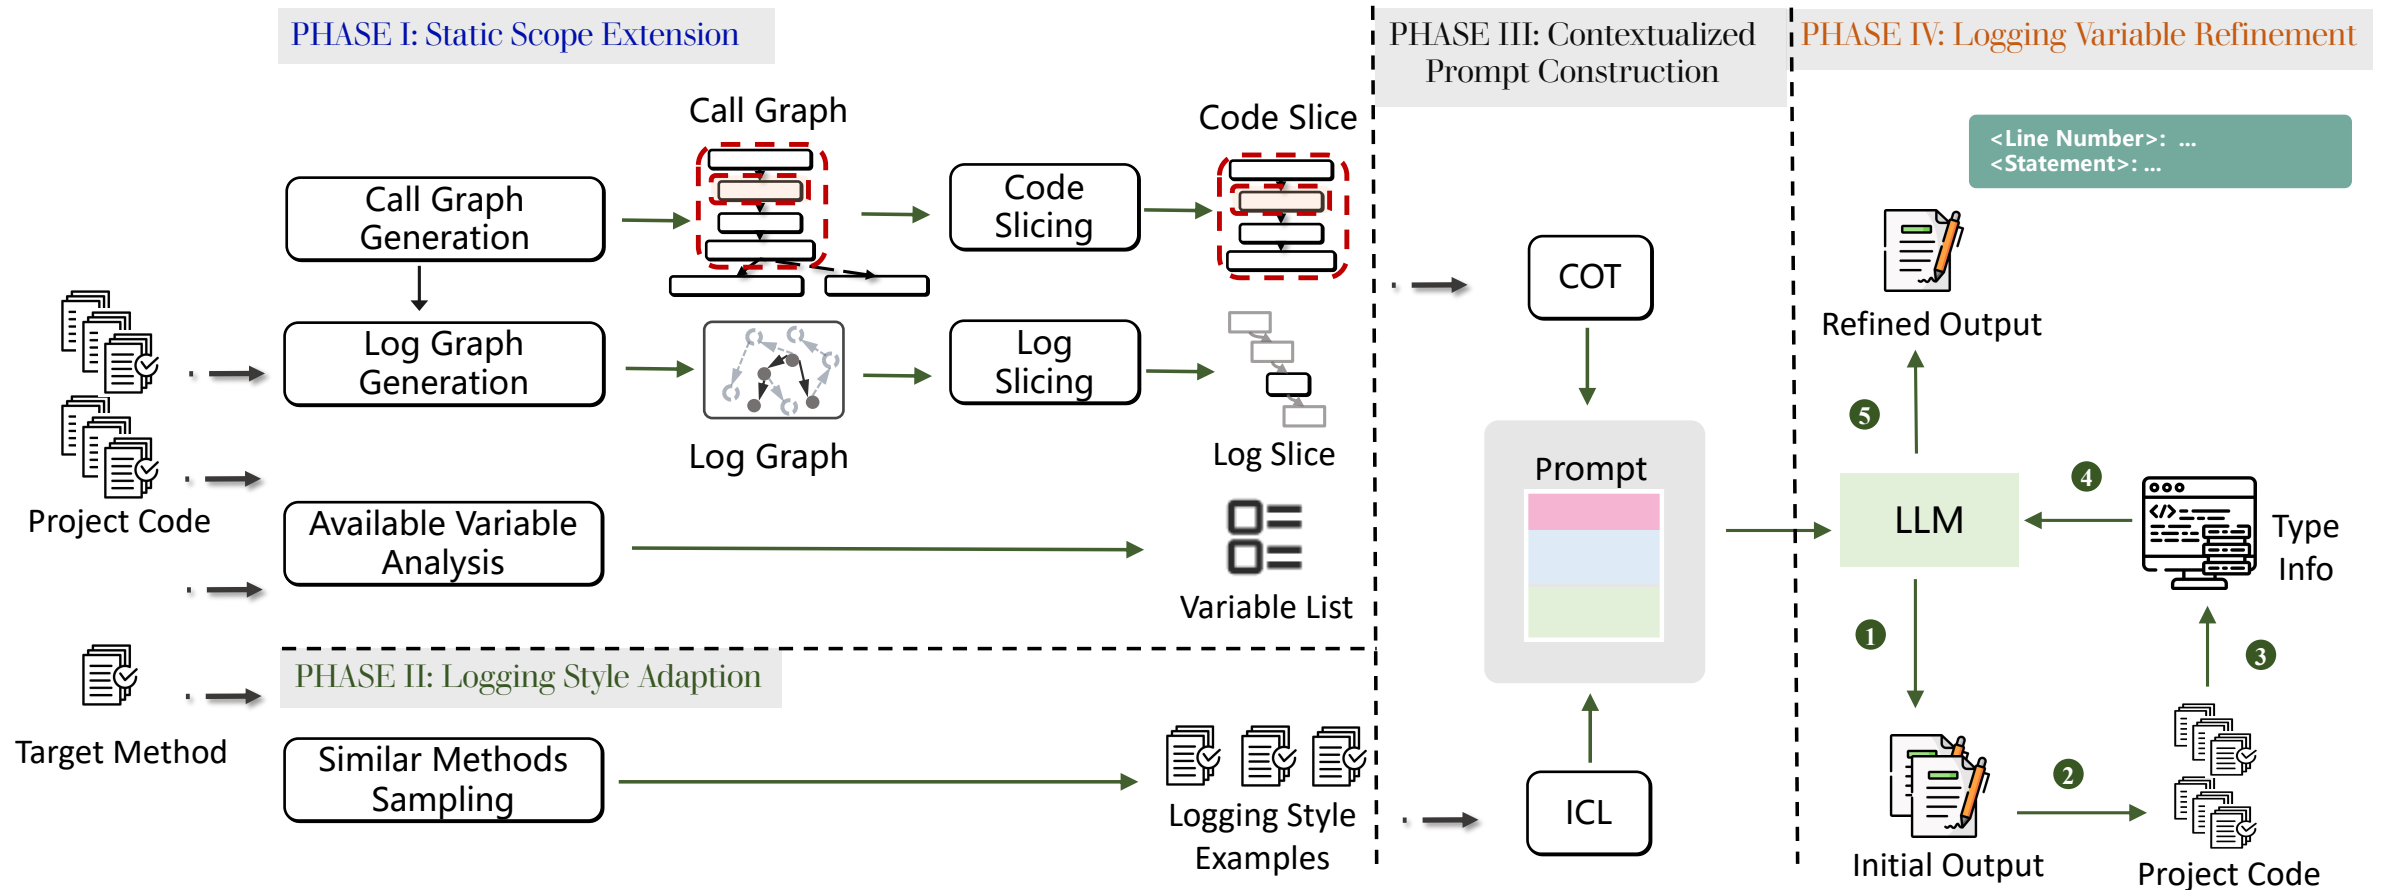 PHASE I: Static Scope Extension
Call Graph
Code Slice
Call Graph
Generation
Code
Slicing
Log Graph
Generation
Log
Slicing
Log Graph
Log Slice
Project Code
Available Variable
Analysis
Variable List
PHASE II: Logging Style Adaption
Target Method
Similar Methods
Sampling
Logging Style
Examples
PHASE III: Contextualized
Prompt Construction
COT
Prompt
ICL
PHASE IV: Logging Variable Refinement
<Line Number>: ...
<Statement>: ...
Refined Output
5
4
LLM
</>
Type
Info
1
3
2
Initial Output
Project Code